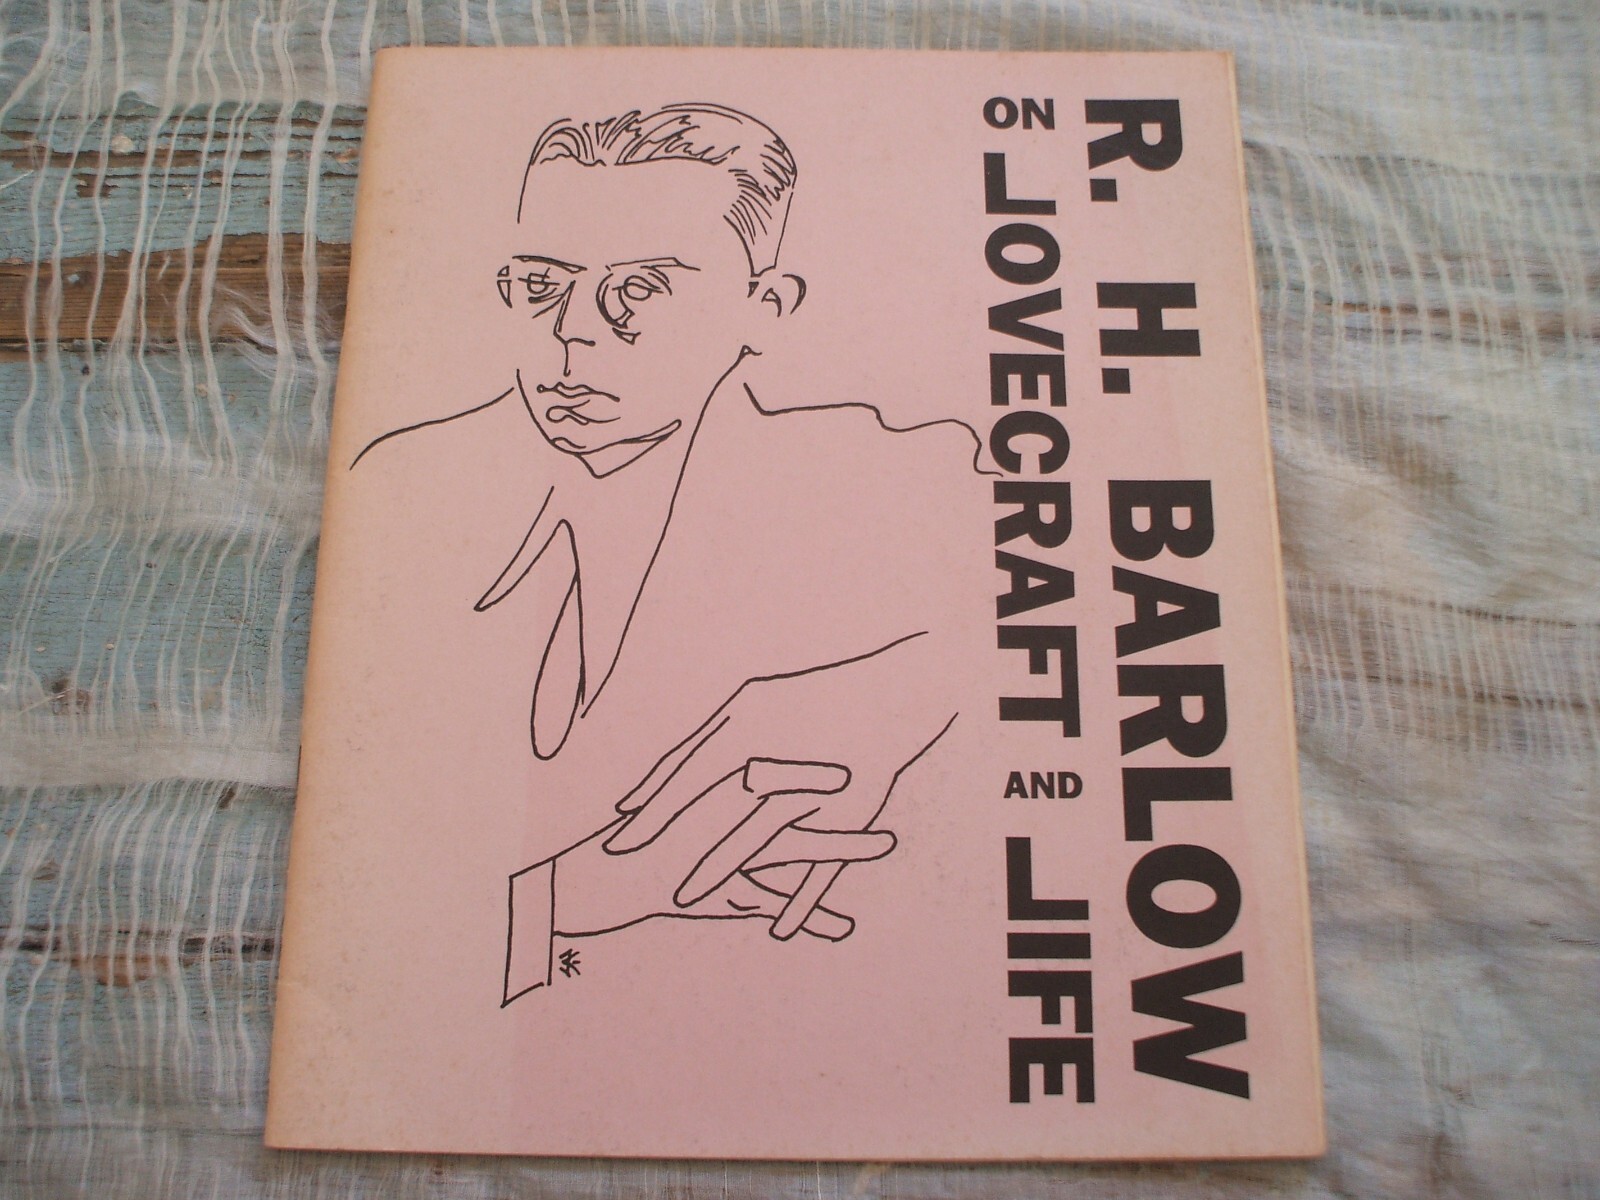 R. H. BARLOW
ON LOVECRAFT AND LIFE